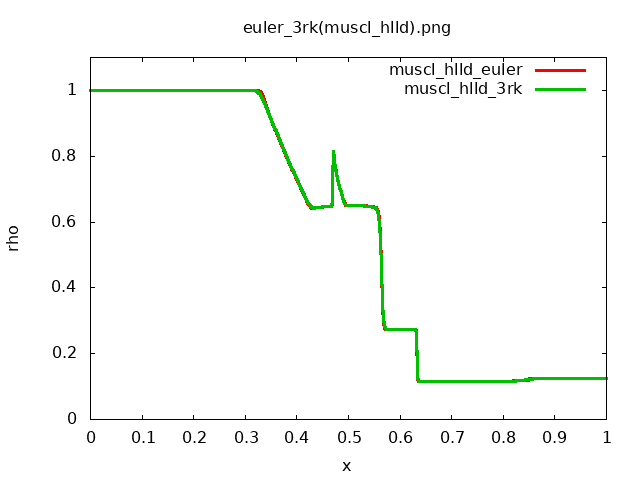 euler_3rk(muscl_hlld).png
muscl_hlld_euler
muscl_hlld_3rk
1
0.8
0.6
0.4
0.2
0
rho
0 0.1 0.2 0.3 0.4 0.5 0.6 0.7 0.8 0.9 1
x